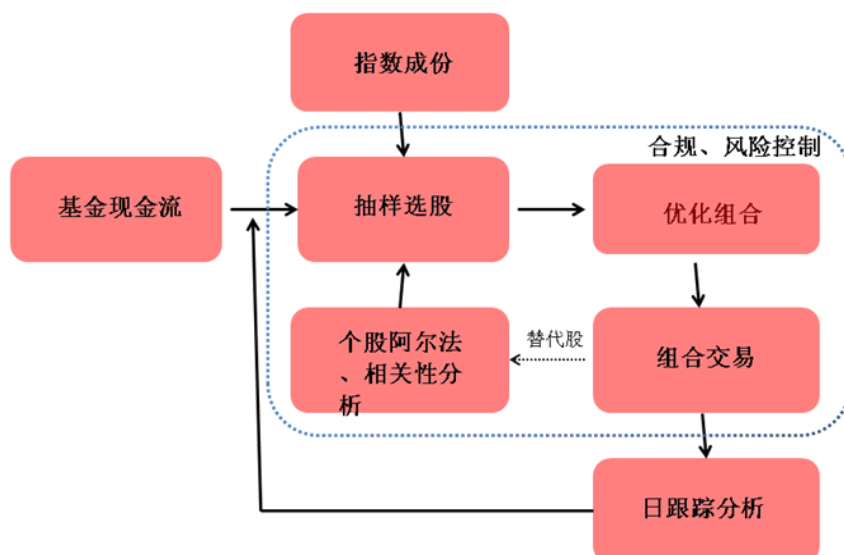 指数成份
合规、风险控制
基金现金流
抽样选股
优化组合
个股阿尔法
、相关性分
析
替代股
组合交易
日跟踪分析